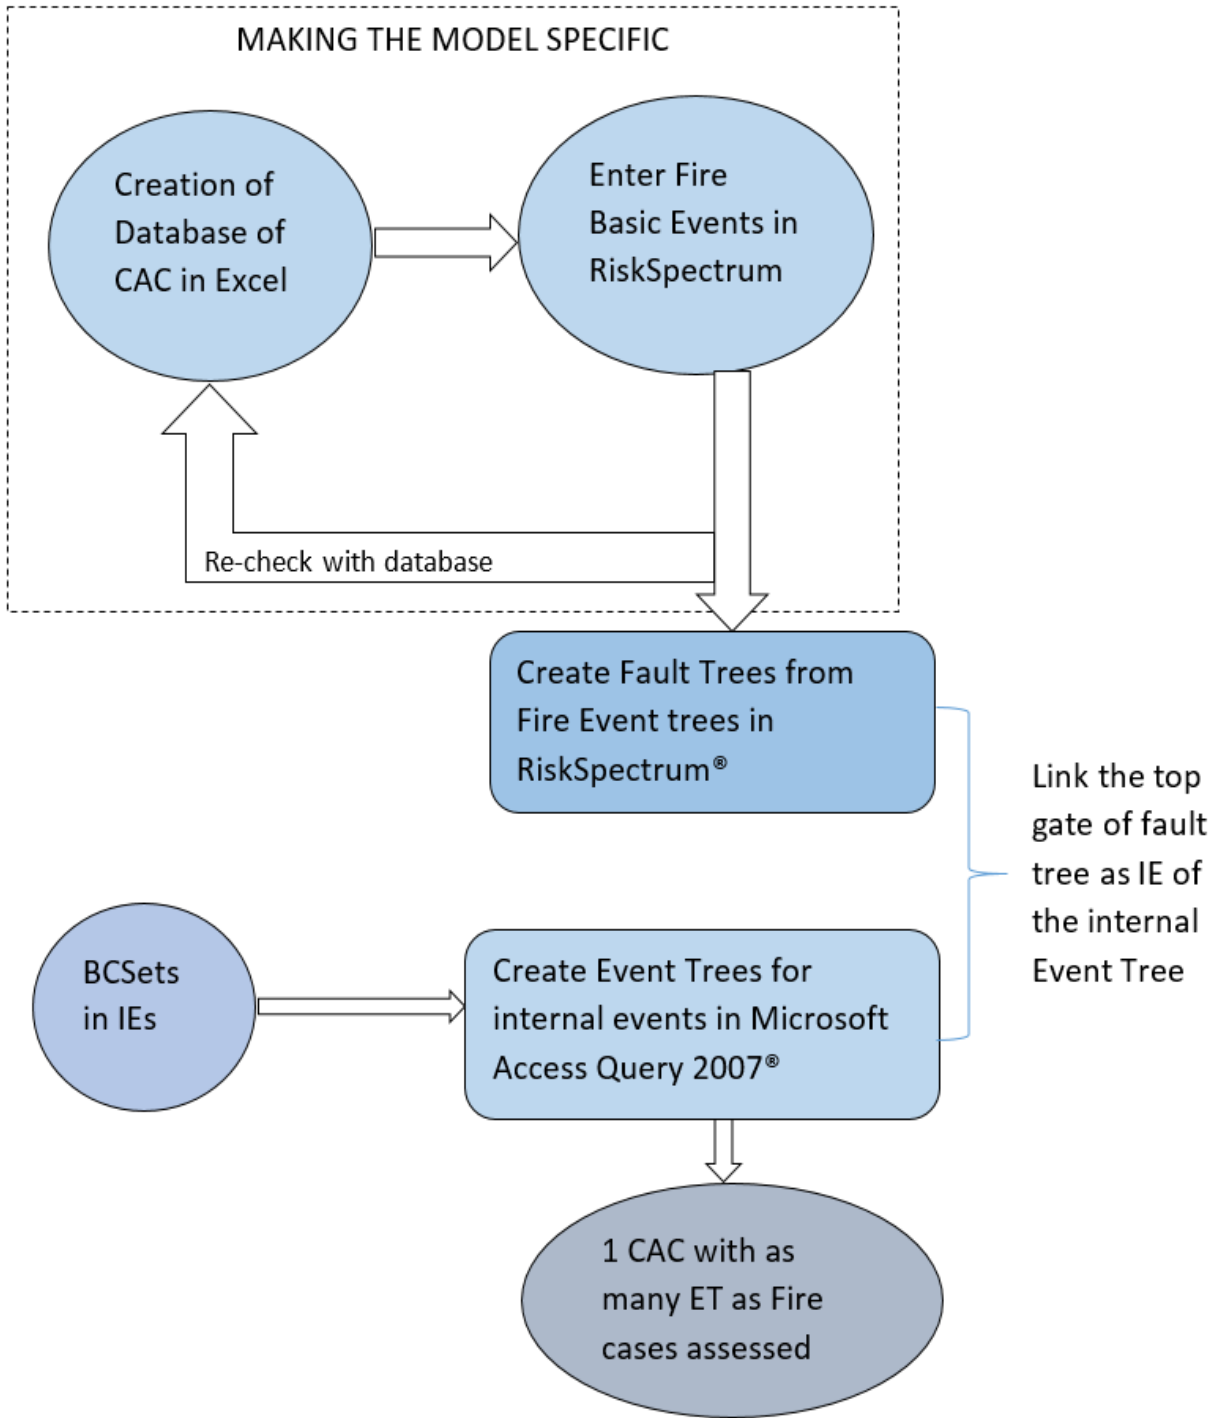 MAKING THE MODEL SPECIFIC
Creation of
Database of
CAC in Excel
Enter Fire
Basic Events in
RiskSpectrum
Re-check with database
Create Fault Trees from
Fire Event trees in
RiskSpectrum®
Link the top
gate of fault
tree as IE of
the internal
Event Tree
BCSets
in IEs
Create Event Trees for
internal events in Microsoft
Access Query 2007®
1 CAC with as
many ET as Fire
cases assessed